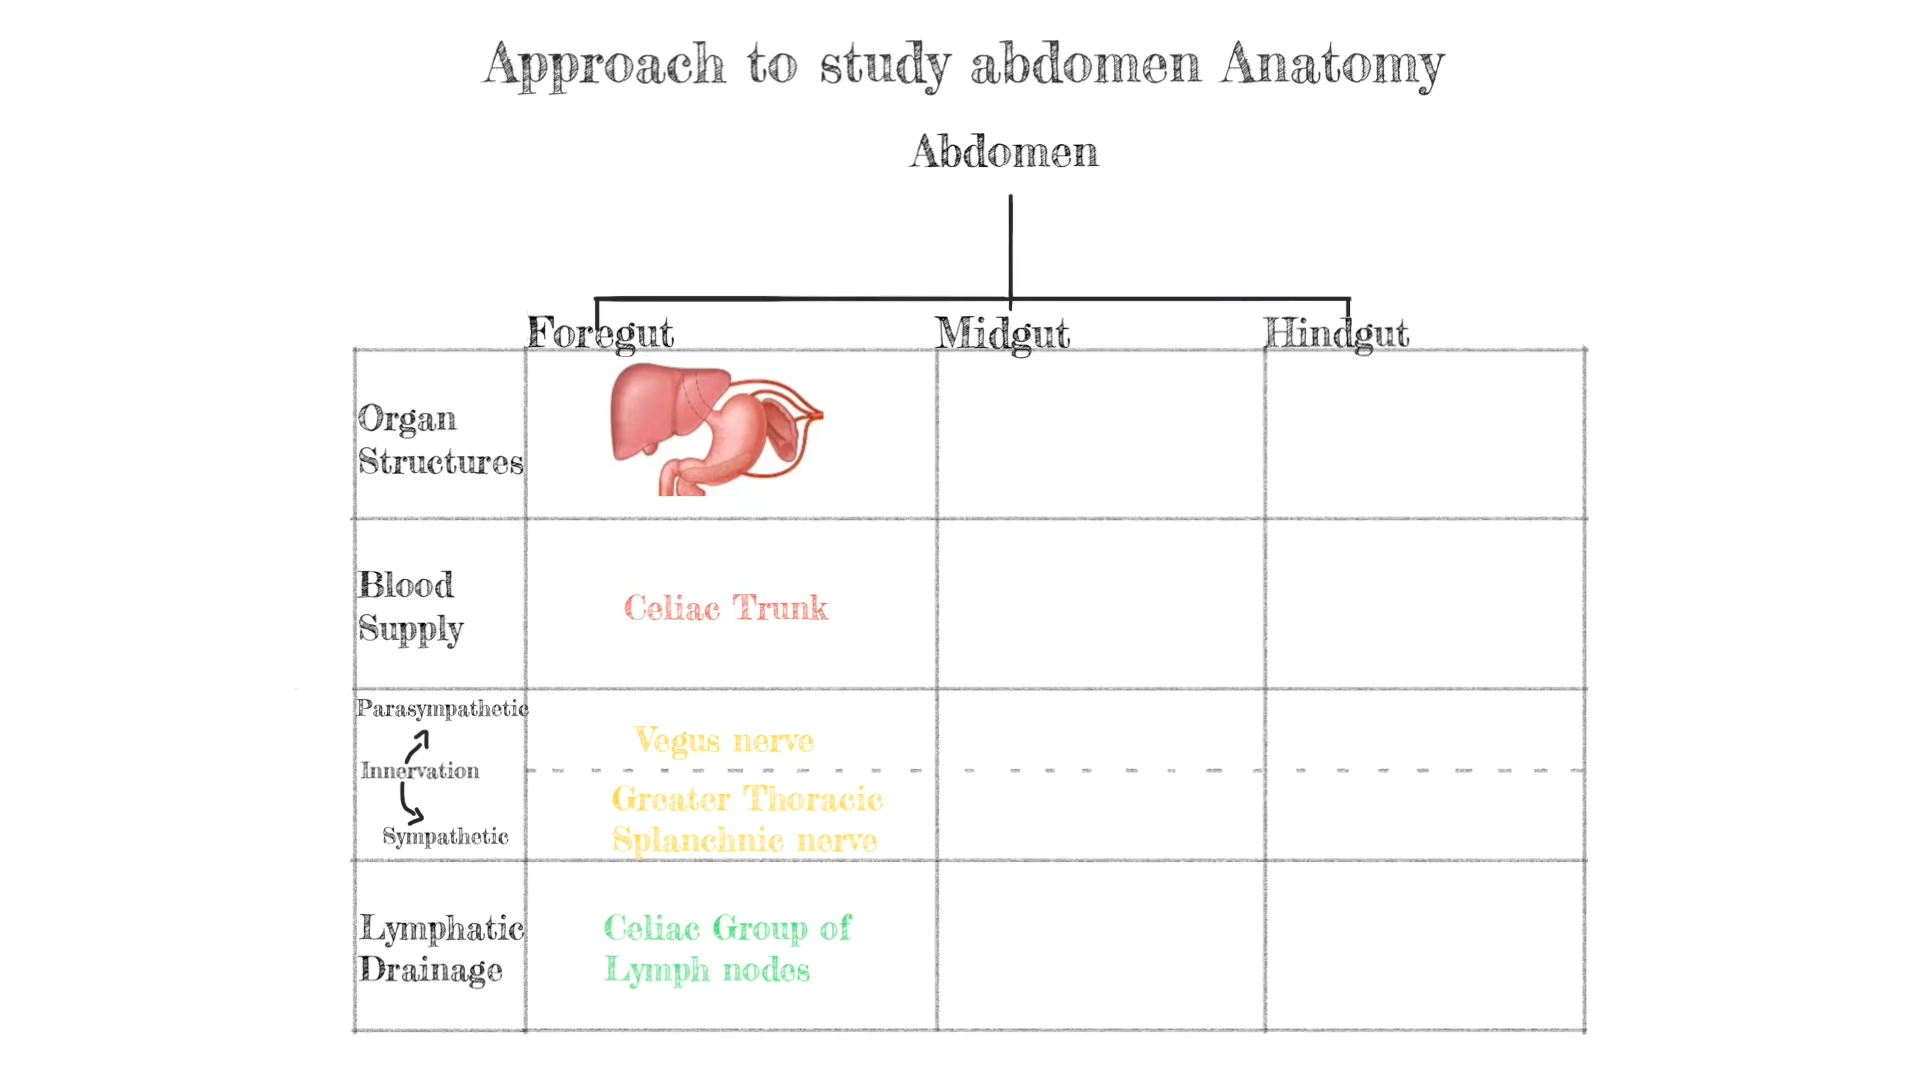 Approach to study abdomen Anatomy
Abdomen
Foregut
Midgut
Hindgut
Organ
Structures
Blood
Supply
Celiac Trunk
Parasympathetic
Innervation
Sympathetic
Vegus nerve
Greater Thoracic
Splanchnic nerve
Lymphatic
Drainage
Celiac Group of
Lymph nodes